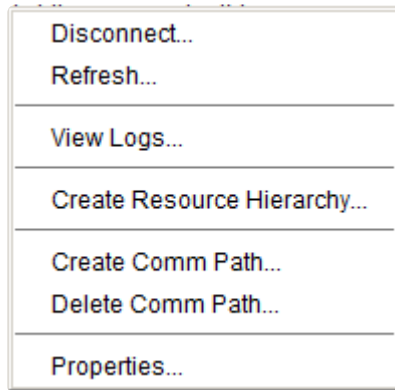 Disconnect...
Refresh...
View Logs...
Create Resource Hierarchy...
Create Comm Path...
Delete Comm Path...
Properties...